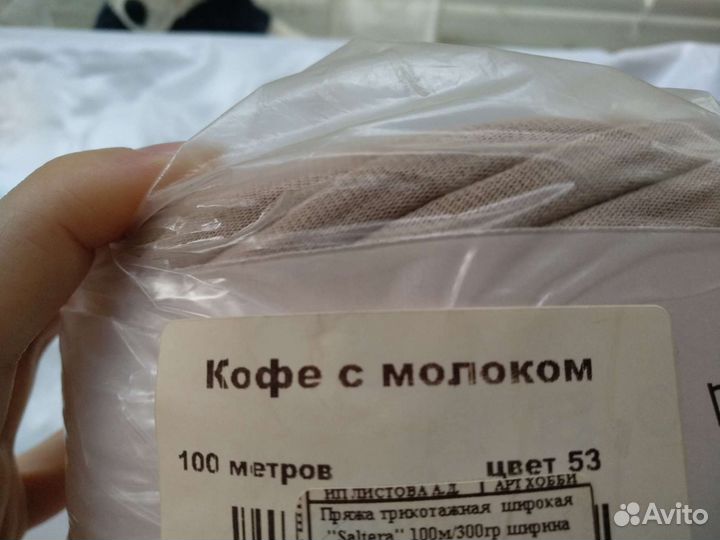 Кофе с молоком
100 метров цвет 53
ИП ЛИСТОВА А.Д. АРТ ХОББИ
Пряжа трикотажная широкая
"Saltera" 100м/300гр ширина
Avito